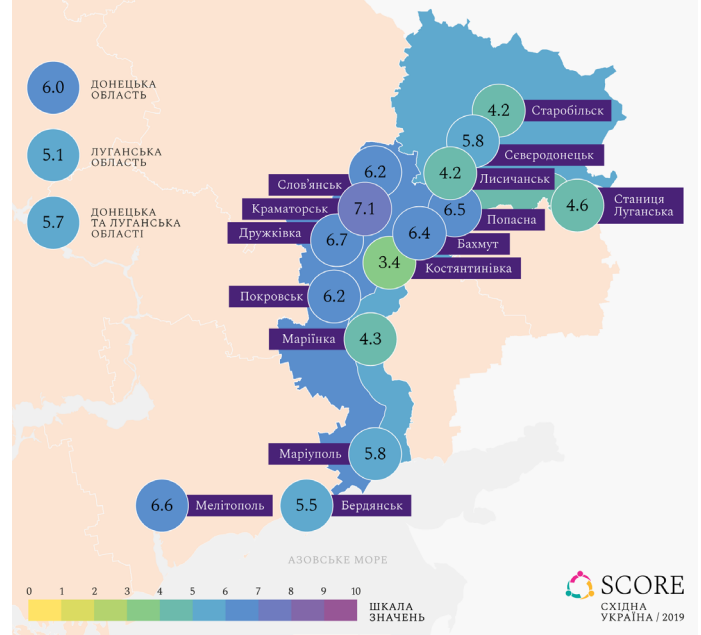 6.0
ДОНЕЦЬКА
ОБЛАСТЬ
5.1
ЛУГАНСЬКА
ОБЛАСТЬ
5.7
ДОНЕЦЬКА
ТА ЛУГАНСЬКА
ОБЛАСТІ
4.2
Старобільск
5.8
Сєвєродонецьк
4.2
Лисичанськ
4.6
Станиця
Луганська
6.2
Слов’янськ
7.1
Краматорськ
6.5
Попасна
6.7
Дружківка
6.4
Бахмут
3.4
Костянтинівка
6.2
Покровськ
4.3
Маріїнка
5.8
Маріуполь
6.6
Мелітополь
5.5
Бердянськ
АЗОВСЬКЕ МОРЕ
0 1 2 3 4 5 6 7 8 9 10
ШКАЛА
ЗНАЧЕНЬ
SCORE
СХІДНА
УКРАЇНА / 2019